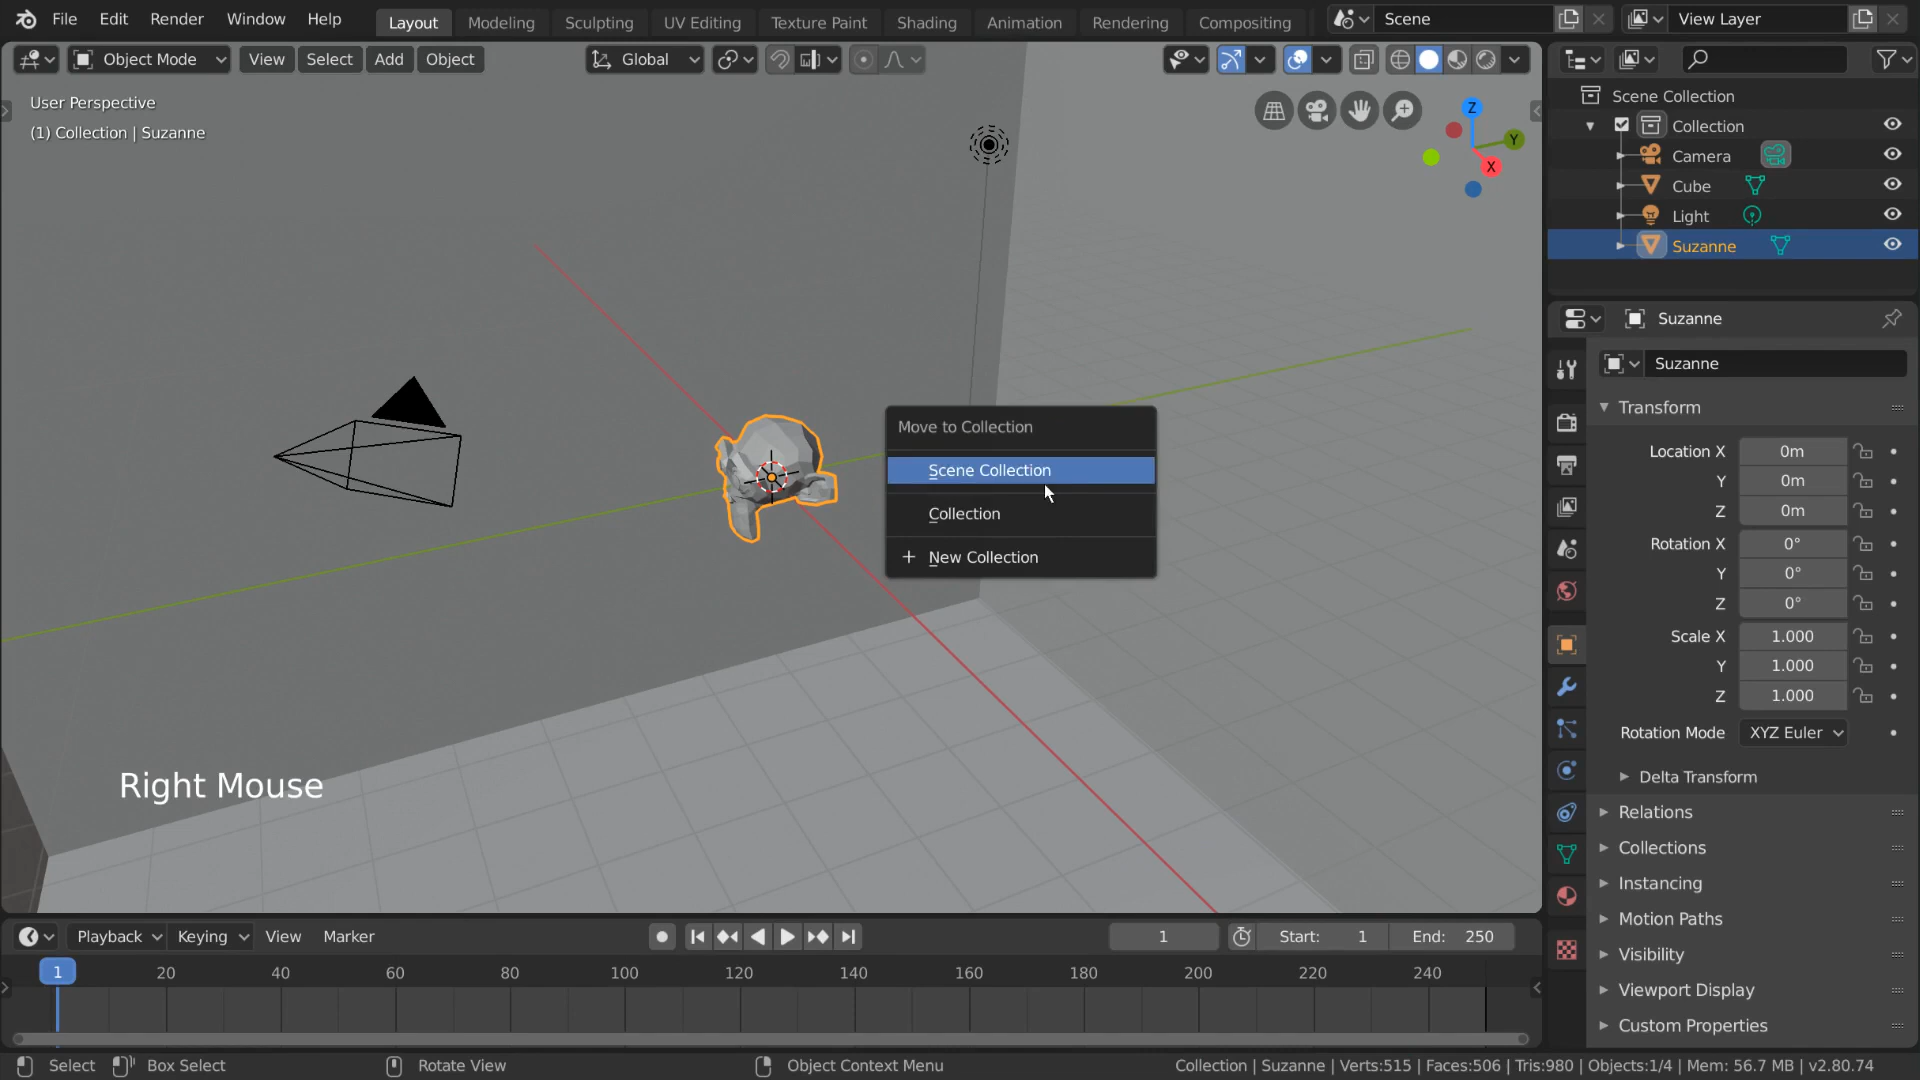 File Edit Render Window Help Layout Modeling Sculpting UV Editing Texture Paint Shading Animation Rendering Compositing Scene View Layer
Object Mode View Select Add Object Global
User Perspective
(1) Collection | Suzanne
Z
Y
X
Move to Collection
Scene Collection
Collection
+ New Collection
Right Mouse
Scene Collection
Collection
Camera
Cube
Light
Suzanne
Suzanne
Suzanne
Transform
Location X 0m
Y 0m
Z 0m
Rotation X 0°
Y 0°
Z 0°
Scale X 1.000
Y 1.000
Z 1.000
Rotation Mode XYZ Euler
Delta Transform
Relations
Collections
Instancing
Motion Paths
Visibility
Viewport Display
Custom Properties
Playback Keying View Marker 1 Start: 1 End: 250
1 20 40 60 80 100 120 140 160 180 200 220 240
Select Box Select Rotate View Object Context Menu Collection | Suzanne | Verts:515 | Faces:506 | Tris:980 | Objects:1/4 | Mem: 56.7 MB | v2.80.74